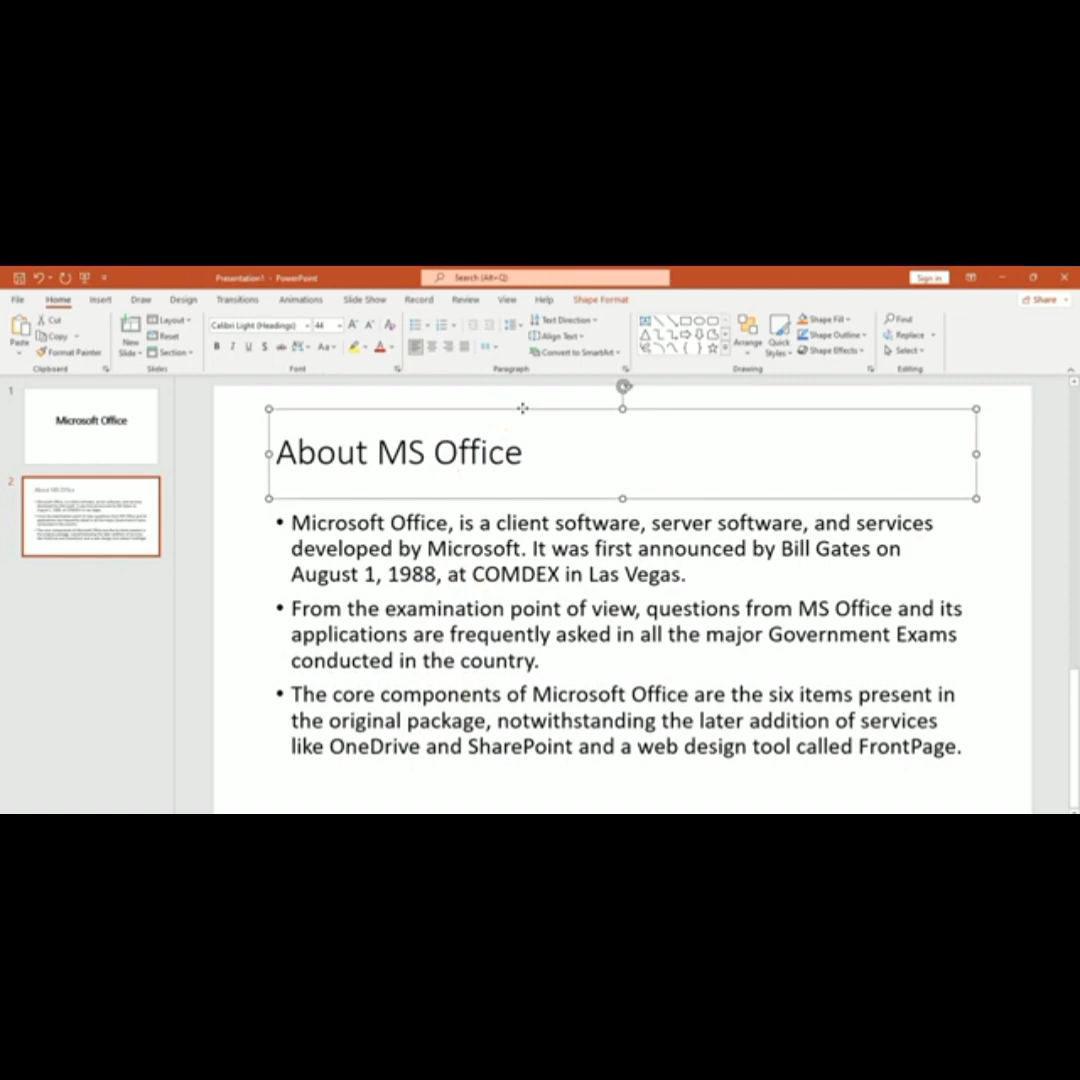 Presentation1 - PowerPoint
Search (Alt+Q)
Sign in
File Home Insert Draw Design Transitions Animations Slide Show Record Review View Help Shape Format Share
Paste
Cut
Copy
Format Painter
Clipboard
New
Slide
Layout
Reset
Section
Slides
Calibri Light (Headings) 44
B I U S ab AV Aa A
Font
Text Direction
Align Text
Convert to SmartArt
Paragraph
Arrange
Quick
Styles
Shape Fill
Shape Outline
Shape Effects
Drawing
Find
Replace
Select
Editing
1
Microsoft Office
2
About MS Office
About MS Office
• Microsoft Office, is a client software, server software, and services
developed by Microsoft. It was first announced by Bill Gates on
August 1, 1988, at COMDEX in Las Vegas.
• From the examination point of view, questions from MS Office and its
applications are frequently asked in all the major Government Exams
conducted in the country.
• The core components of Microsoft Office are the six items present in
the original package, notwithstanding the later addition of services
like OneDrive and SharePoint and a web design tool called FrontPage.